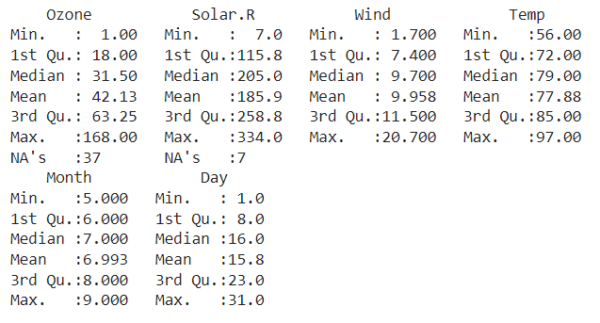 Ozone           Solar.R           Wind             Temp
Min.   :  1.00   Min.   :  7.0   Min.   : 1.700   Min.   :56.00
1st Qu.: 18.00   1st Qu.:115.8   1st Qu.: 7.400   1st Qu.:72.00
Median : 31.50   Median :205.0   Median : 9.700   Median :79.00
Mean   : 42.13   Mean   :185.9   Mean   : 9.958   Mean   :77.88
3rd Qu.: 63.25   3rd Qu.:258.8   3rd Qu.:11.500   3rd Qu.:85.00
Max.   :168.00   Max.   :334.0   Max.   :20.700   Max.   :97.00
NA's   :37       NA's   :7
     Month            Day
Min.   :5.000   Min.   : 1.0
1st Qu.:6.000   1st Qu.: 8.0
Median :7.000   Median :16.0
Mean   :6.993   Mean   :15.8
3rd Qu.:8.000   3rd Qu.:23.0
Max.   :9.000   Max.   :31.0